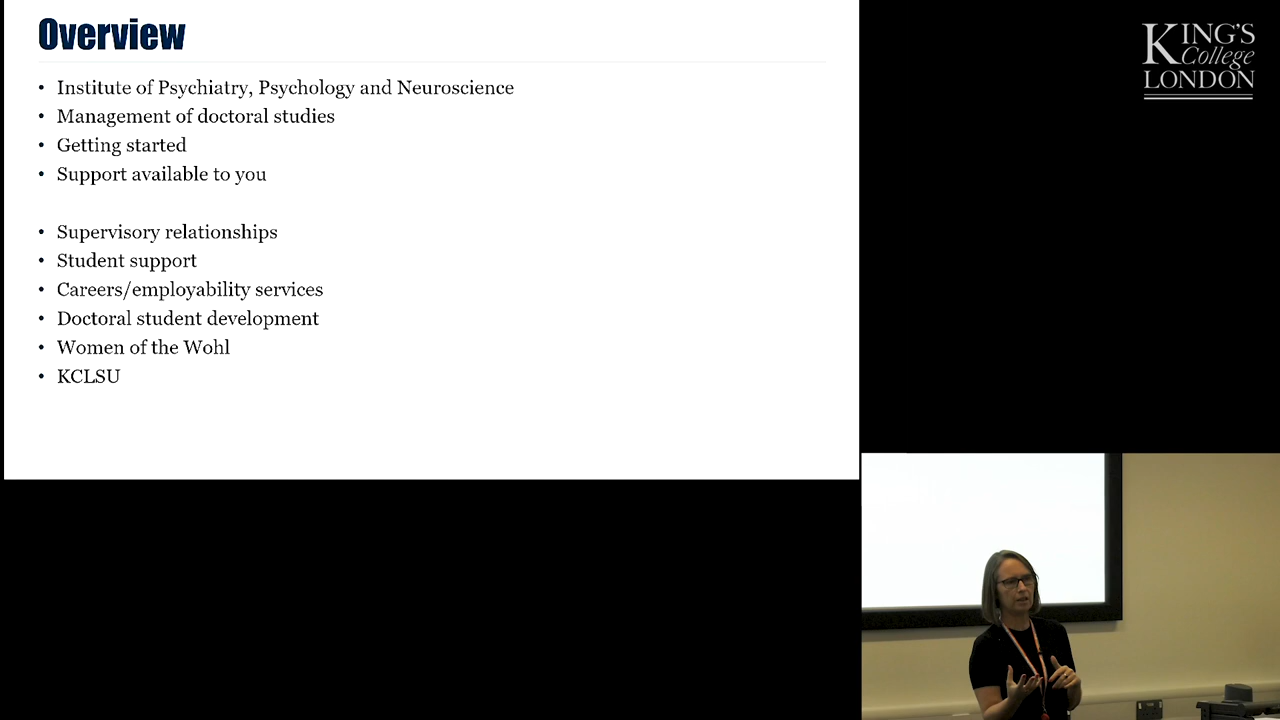 Overview
• Institute of Psychiatry, Psychology and Neuroscience
• Management of doctoral studies
• Getting started
• Support available to you
• Supervisory relationships
• Student support
• Careers/employability services
• Doctoral student development
• Women of the Wohl
• KCLSU
KING'S
College
LONDON